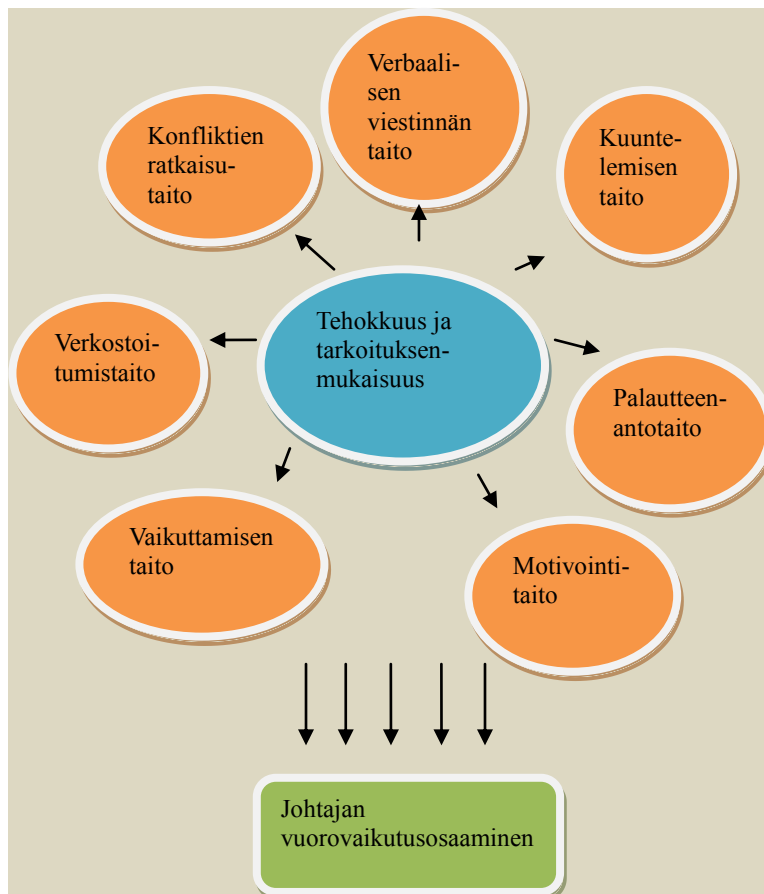 Verbaali-
sen
viestinnän
taito
Konfliktien
ratkaisu-
taito
Kuunte-
lemisen
taito
Tehokkuus ja
tarkoituksen-
mukaisuus
Verkostoi-
tumistaito
Palautteen-
antotaito
Vaikuttamisen
taito
Motivointi-
taito
Johtajan
vuorovaikutusosaaminen